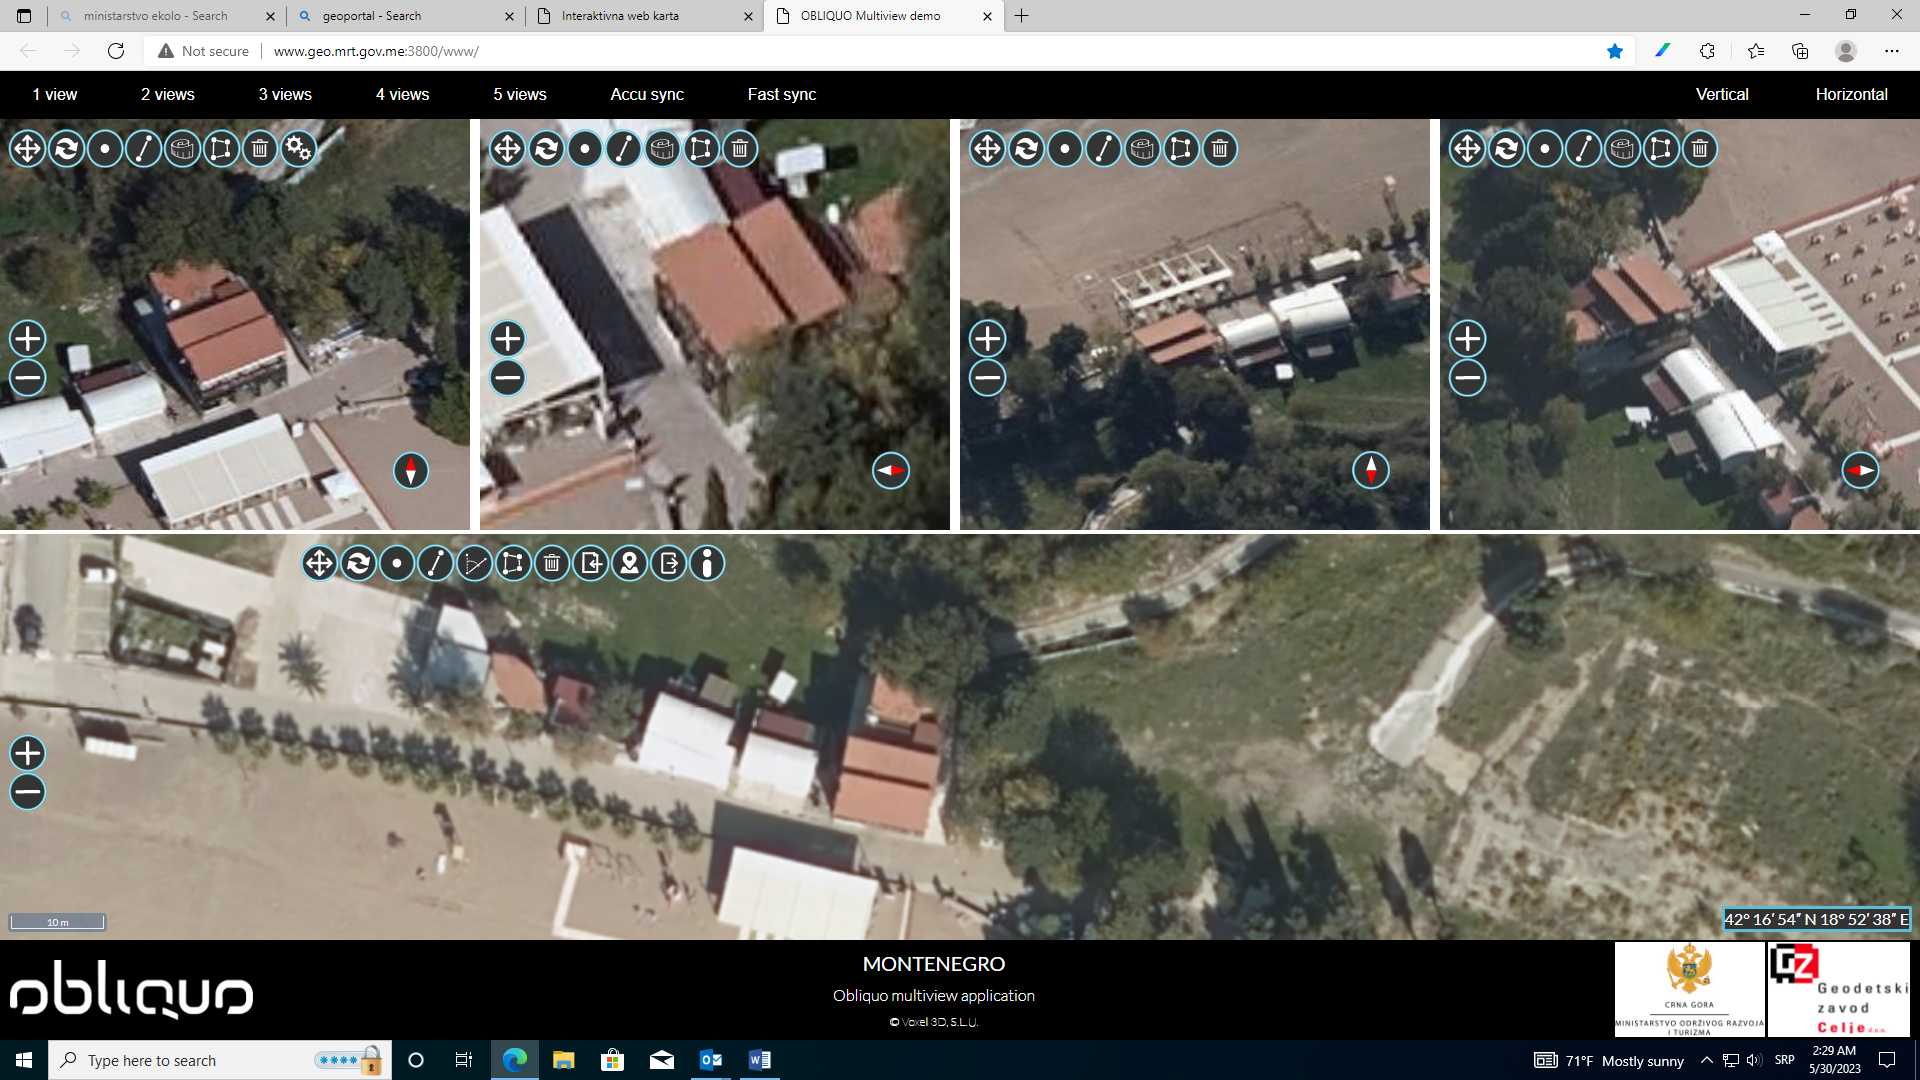 ministarstvo ekolo - Search
geoportal - Search
Interaktivna web karta
OBLIQUO Multiview demo
Not secure
www.geo.mrt.gov.me:3800/www/
1 view
2 views
3 views
4 views
5 views
Accu sync
Fast sync
Vertical
Horizontal
10 m
42° 16′ 54″ N 18° 52′ 38″ E
obliquo
MONTENEGRO
Obliquo multiview application
© Voxel 3D, S.L.U.
CRNA GORA
MINISTARSTVO ODRŽIVOG RAZVOJA
I TURIZMA
GZ
Geodetski
zavod
Celje d.o.o.
Type here to search
71°F Mostly sunny
SRP
2:29 AM
5/30/2023